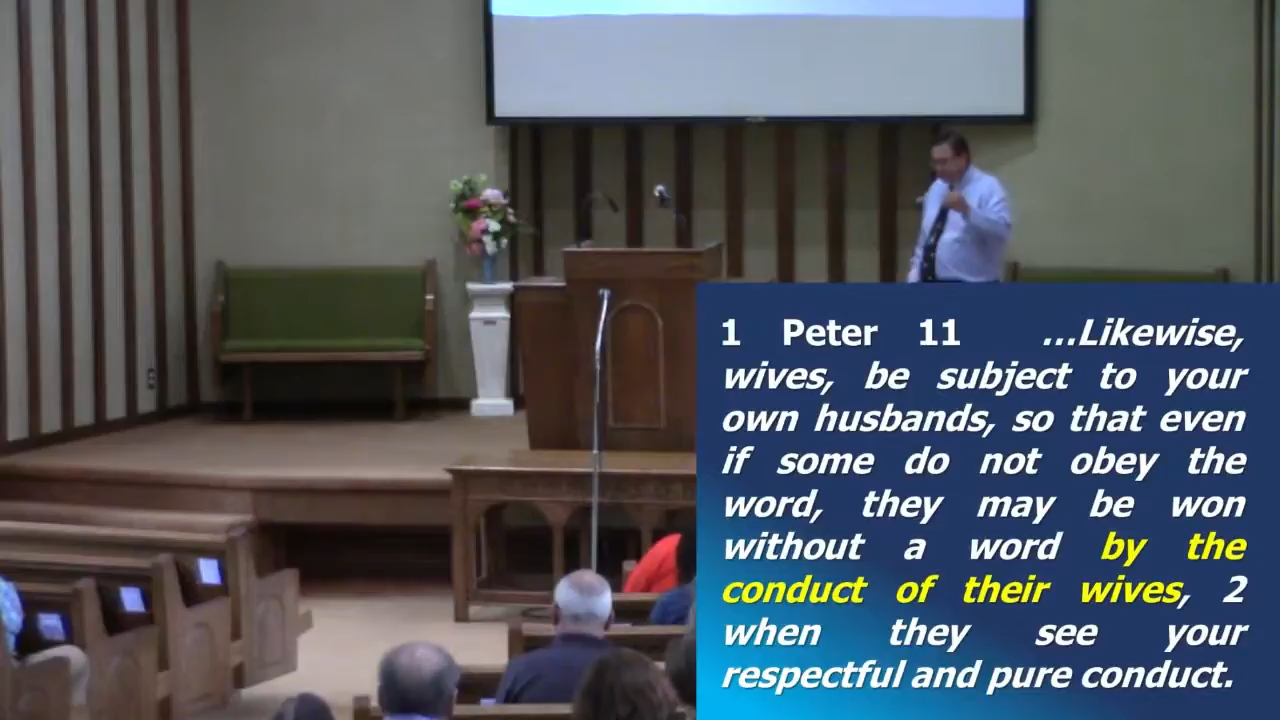 1 Peter 11 ...Likewise,
wives, be subject to your
own husbands, so that even
if some do not obey the
word, they may be won
without a word by the
conduct of their wives, 2
when they see your
respectful and pure conduct.